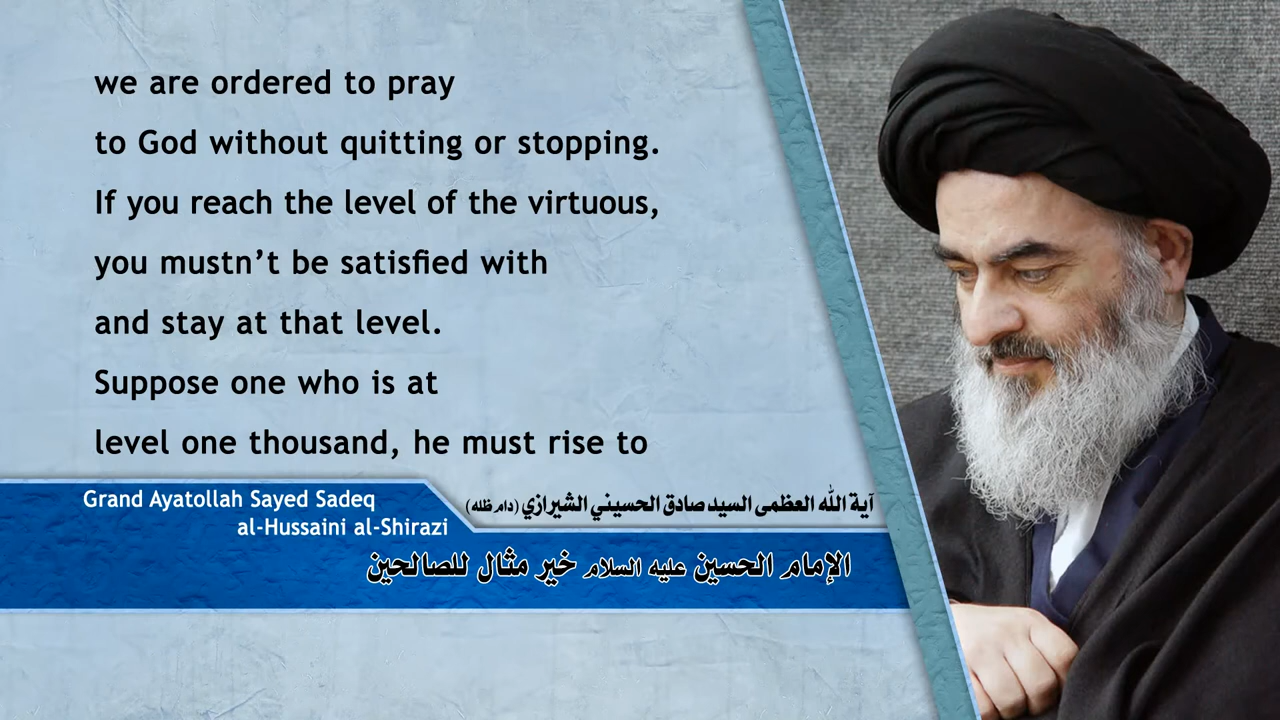 we are ordered to pray
to God without quitting or stopping.
If you reach the level of the virtuous,
you mustn’t be satisfied with
and stay at that level.
Suppose one who is at
level one thousand, he must rise to
Grand Ayatollah Sayed Sadeq
al-Hussaini al-Shirazi
آية الله العظمى السيد صادق الحسيني الشيرازي (دام ظله)
الإمام الحسين عليه السلام خير مثال للصالحين